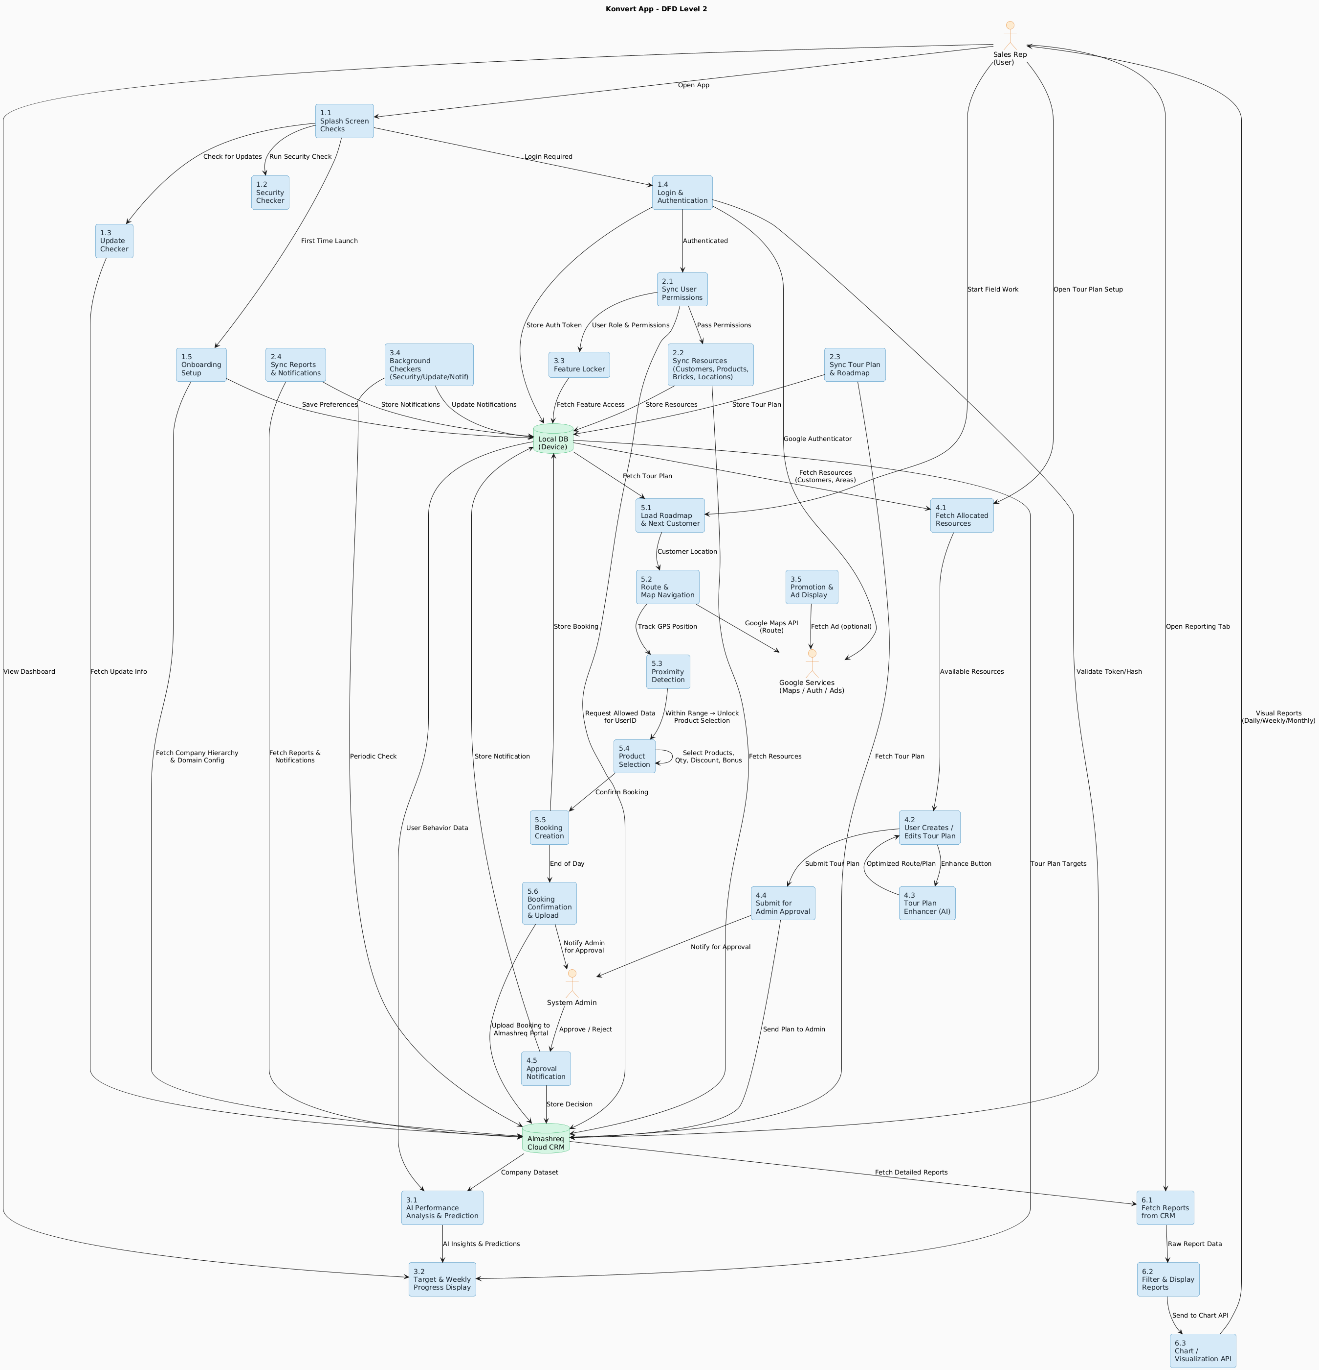 Konvert App - DFD Level 2
Sales Rep
(User)
Open App
1.1
Splash Screen
Checks
Check for Updates
Run Security Check
Login Required
1.2
Security
Checker
1.4
Login &
Authentication
1.3
Update
Checker
First Time Launch
Authenticated
2.1
Sync User
Permissions
Start Field Work
Open Tour Plan Setup
Store Auth Token
User Role & Permissions
Pass Permissions
1.5
Onboarding
Setup
2.4
Sync Reports
& Notifications
3.4
Background
Checkers
(Security/Update/Notif)
3.3
Feature Locker
2.2
Sync Resources
(Customers, Products,
Bricks, Locations)
2.3
Sync Tour Plan
& Roadmap
Save Preferences
Store Notifications
Update Notifications
Fetch Feature Access
Store Resources
Store Tour Plan
Local DB
(Device)
Google Authenticator
Fetch Tour Plan
Fetch Resources
(Customers, Areas)
5.1
Load Roadmap
& Next Customer
4.1
Fetch Allocated
Resources
Customer Location
5.2
Route &
Map Navigation
3.5
Promotion &
Ad Display
Store Booking
Track GPS Position
Google Maps API
(Route)
Fetch Ad (optional)
Open Reporting Tab
5.3
Proximity
Detection
Google Services
(Maps / Auth / Ads)
View Dashboard
Fetch Update Info
Available Resources
Validate Token/Hash
Request Allowed Data
for UserID
Within Range → Unlock
Product Selection
Visual Reports
(Daily/Weekly/Monthly)
5.4
Product
Selection
Select Products,
Qty, Discount, Bonus
Fetch Company Hierarchy
& Domain Config
Fetch Reports &
Notifications
Periodic Check
Store Notification
Fetch Resources
Fetch Tour Plan
Confirm Booking
5.5
Booking
Creation
4.2
User Creates /
Edits Tour Plan
User Behavior Data
End of Day
Submit Tour Plan
Optimized Route/Plan
Enhance Button
Tour Plan Targets
5.6
Booking
Confirmation
& Upload
4.4
Submit for
Admin Approval
4.3
Tour Plan
Enhancer (AI)
Notify Admin
for Approval
Notify for Approval
System Admin
Upload Booking to
Almashreq Portal
Approve / Reject
Send Plan to Admin
4.5
Approval
Notification
Store Decision
Almashreq
Cloud CRM
Company Dataset
Fetch Detailed Reports
3.1
AI Performance
Analysis & Prediction
6.1
Fetch Reports
from CRM
AI Insights & Predictions
Raw Report Data
3.2
Target & Weekly
Progress Display
6.2
Filter & Display
Reports
Send to Chart API
6.3
Chart /
Visualization API